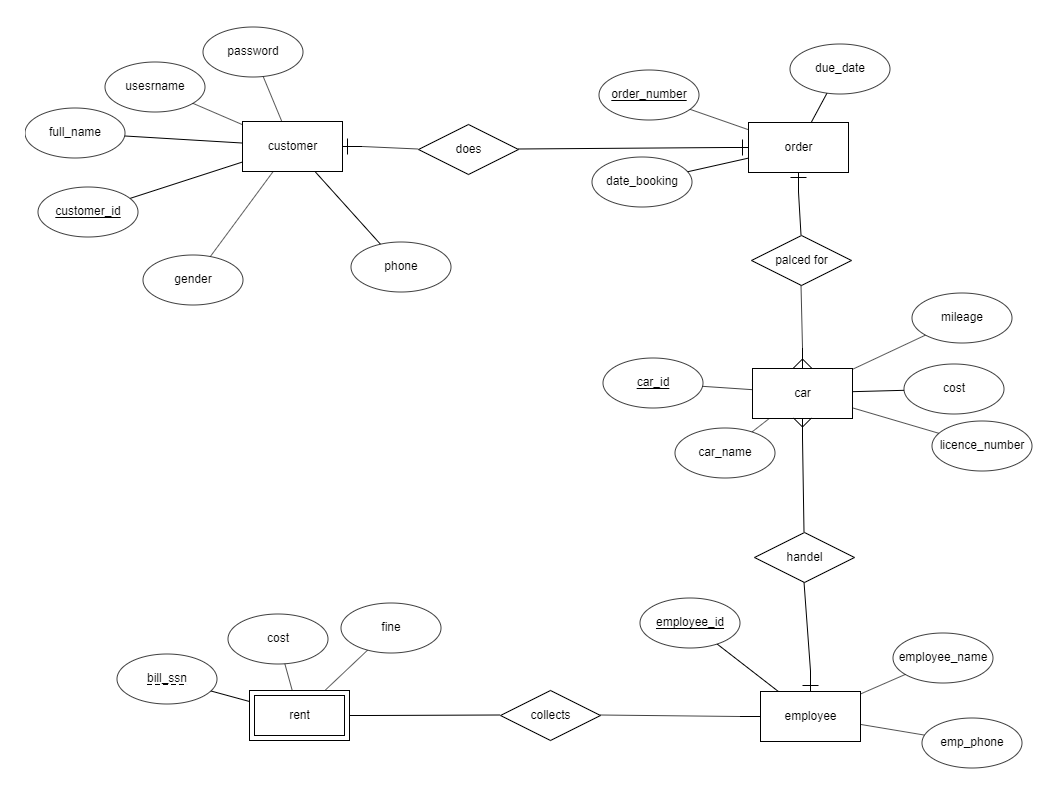 password
due_date
usesrname
order_number
full_name
customer
does
order
date_booking
customer_id
palced for
phone
gender
mileage
car_id
car
cost
licence_number
car_name
handel
employee_id
fine
cost
employee_name
bill_ssn
rent
collects
employee
emp_phone